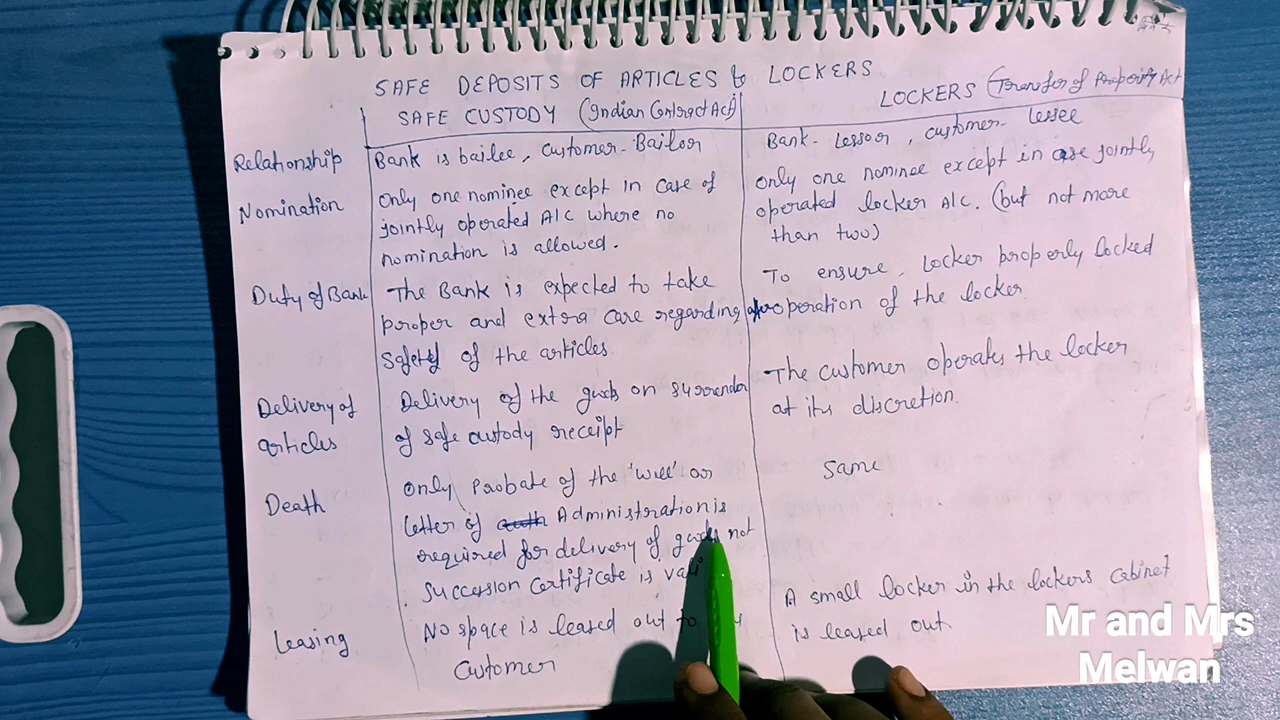 SAFE DEPOSITS OF ARTICLES & LOCKERS
SAFE CUSTODY (Indian Contract Act)
LOCKERS (Transfer of Property Act
Relationship
Bank is bailee, customer - Bailor
Bank - Lessor, customer - lessee
Nomination
Only one nominee except in case of
jointly operated A/C where no
nomination is allowed.
Only one nominee except in case jointly
operated locker A/C. (but not more
than two)
Duty of Bank
The Bank is expected to take
proper and extra care regarding
safety of the articles.
To ensure, locker properly locked
operation of the locker
Delivery of
articles
Delivery of the goods on surrender
of safe custody receipt
The customer operates the locker
at its discretion.
Death
Only probate of the 'will' or
letter of Administration is
required for delivery of goods not
succession certificate is
Same
Leasing
No space is leased out to
Customer
A small locker in the lockers cabinet
is leased out
Mr and Mrs
Melwan